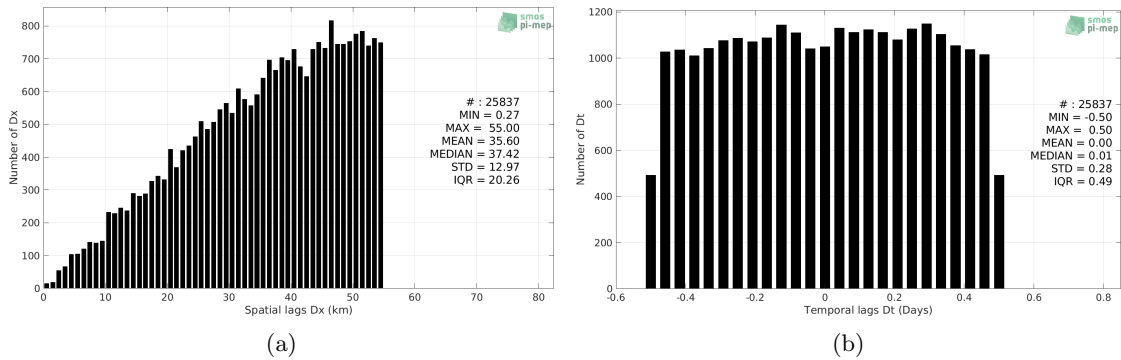 800
700
600
500
400
300
200
100
0
Number of Dx
0
10
20
30
40
50
60
70
80
Spatial lags Dx (km)
smos
pi-mep
# : 25837
MIN = 0.27
MAX = 55.00
MEAN = 35.60
MEDIAN = 37.42
STD = 12.97
IQR = 20.26
(a)
1200
1000
800
600
400
200
0
Number of Dt
-0.6
-0.4
-0.2
0
0.2
0.4
0.6
0.8
Temporal lags Dt (Days)
smos
pi-mep
# : 25837
MIN = -0.50
MAX = 0.50
MEAN = 0.00
MEDIAN = 0.01
STD = 0.28
IQR = 0.49
(b)